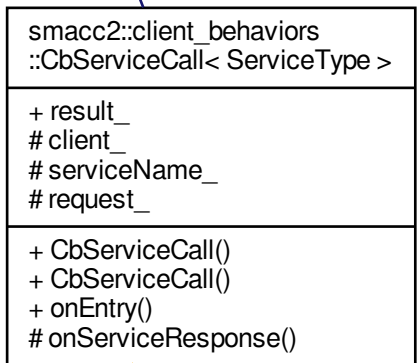 smacc2::client_behaviors
::CbServiceCall< ServiceType >
+ result_
# client_
# serviceName_
# request_
+ CbServiceCall()
+ CbServiceCall()
+ onEntry()
# onServiceResponse()